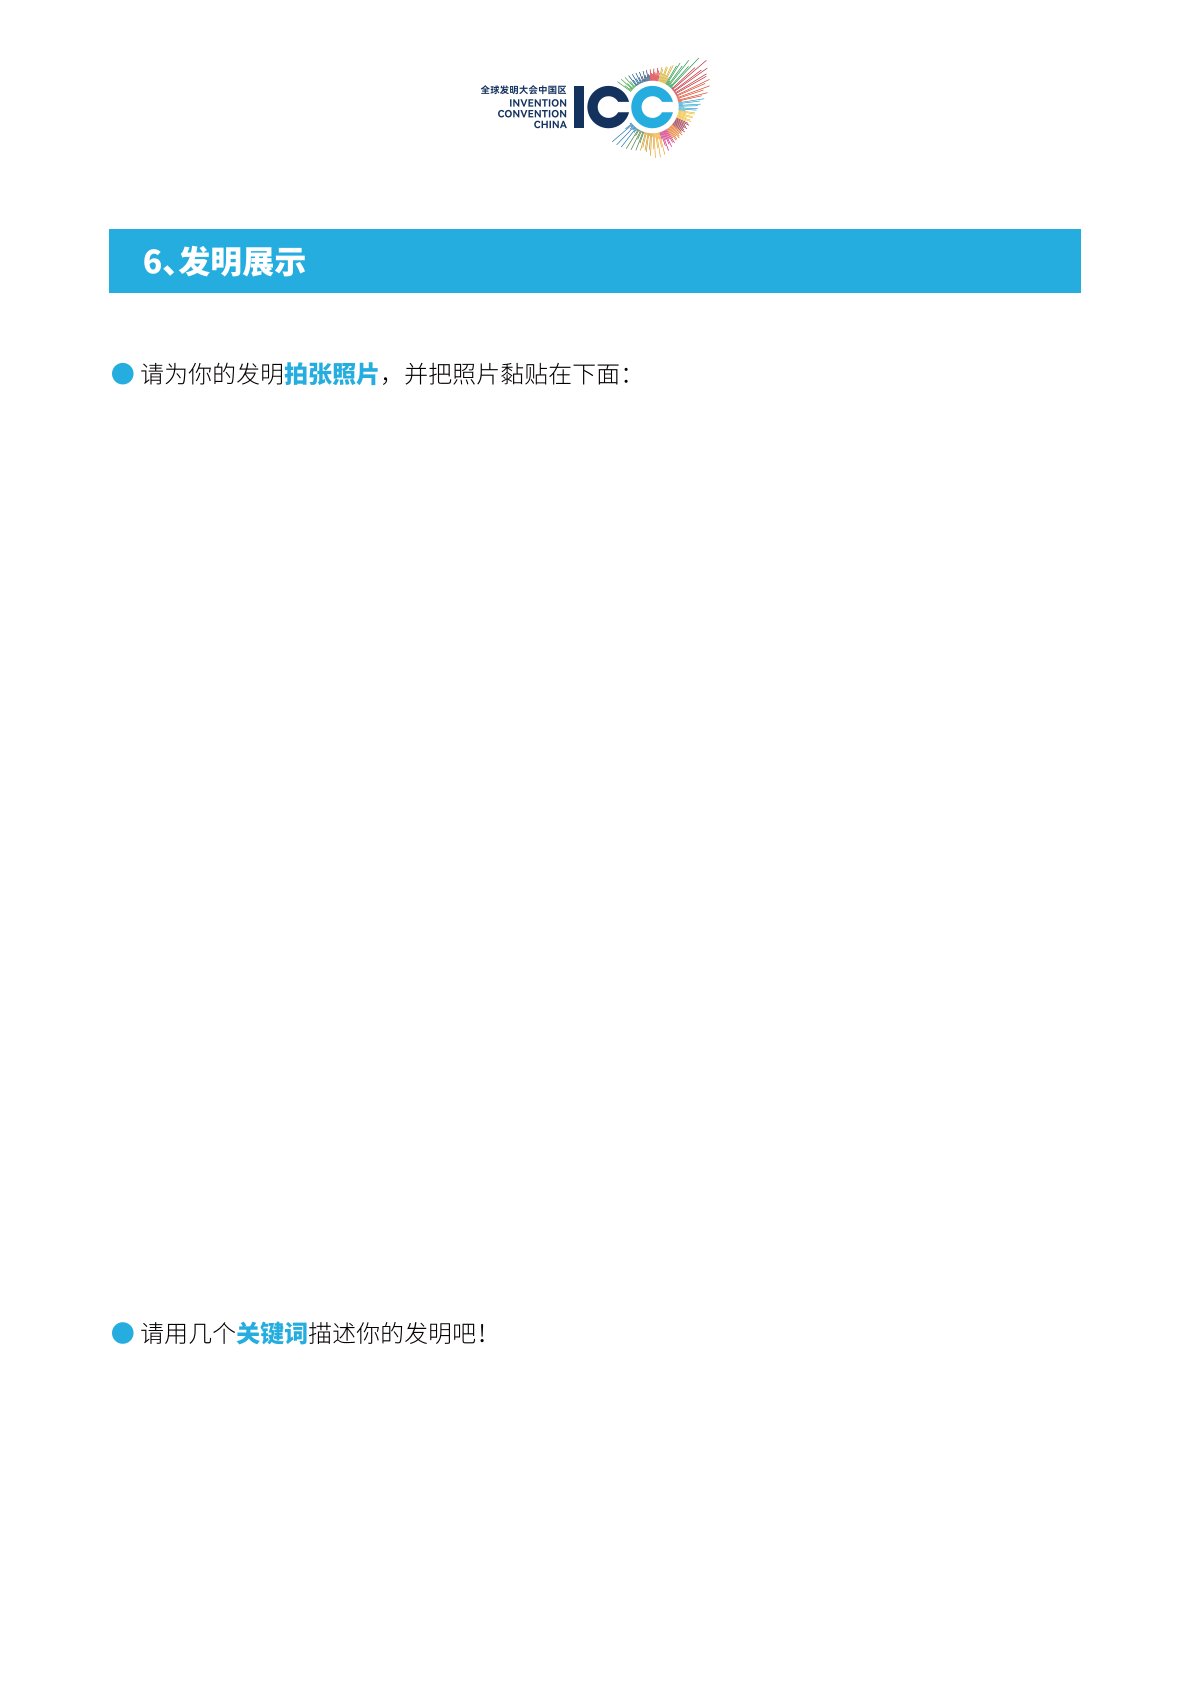 全球发明大会中国区
INVENTION
CONVENTION
CHINA
ICC
6、发明展示
● 请为你的发明拍张照片，并把照片黏贴在下面：
● 请用几个关键词描述你的发明吧！